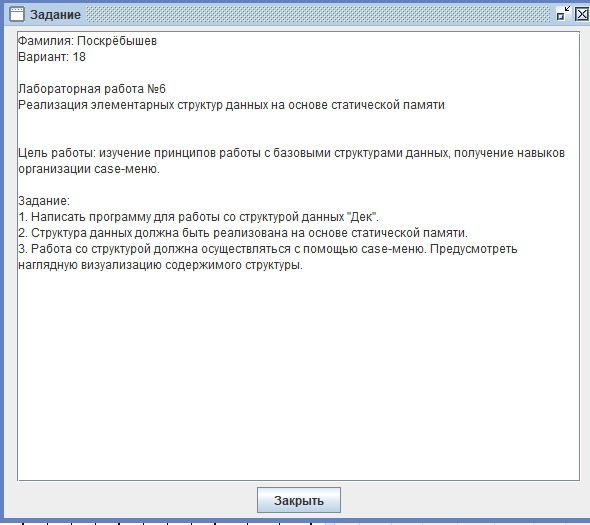 Задание
Фамилия: Поскрёбышев
Вариант: 18
Лабораторная работа №6
Реализация элементарных структур данных на основе статической памяти
Цель работы: изучение принципов работы с базовыми структурами данных, получение навыков
организации case-меню.
Задание:
1. Написать программу для работы со структурой данных "Дек".
2. Структура данных должна быть реализована на основе статической памяти.
3. Работа со структурой должна осуществляться с помощью case-меню. Предусмотреть
наглядную визуализацию содержимого структуры.
Закрыть